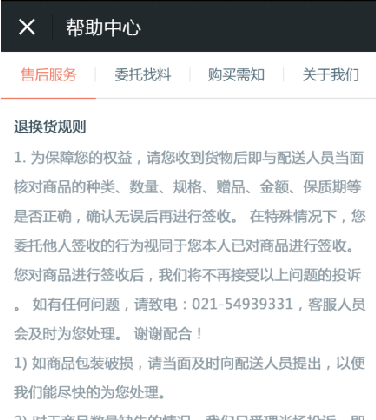 帮助中心
售后服务 委托找料 购买需知 关于我们
退换货规则
1. 为保障您的权益，请您收到货物后即与配送人员当面
核对商品的种类、数量、规格、赠品、金额、保质期等
是否正确，确认无误后再进行签收。 在特殊情况下，您
委托他人签收的行为视同于您本人已对商品进行签收。
您对商品进行签收后，我们将不再接受以上问题的投诉
。 如有任何问题，请致电：021-54939331，客服人员
会及时为您处理。 谢谢配合！
1) 如商品包装破损，请当面及时向配送人员提出，以便
我们能尽快的为您处理。